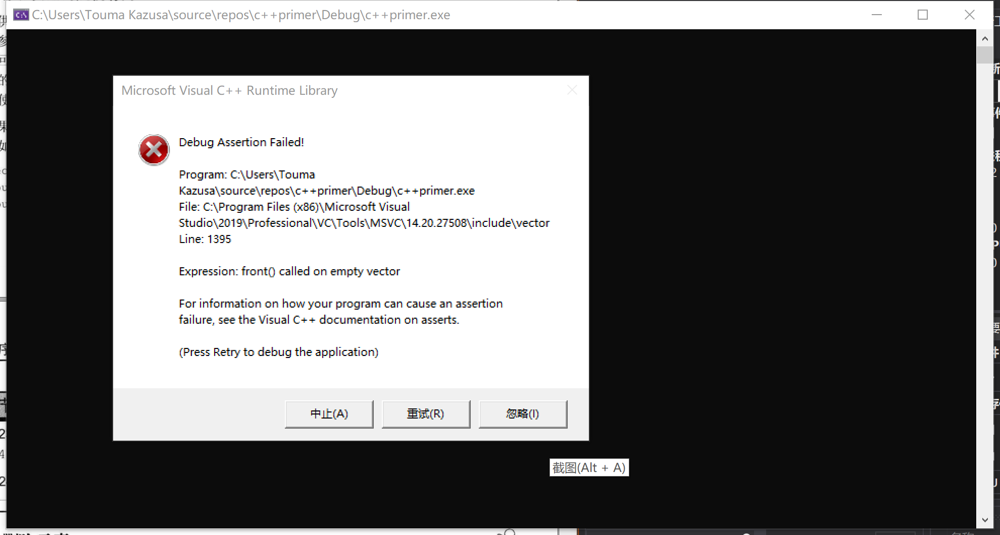 C:\Users\Touma Kazusa\source\repos\c++primer\Debug\c++primer.exe
Microsoft Visual C++ Runtime Library
Debug Assertion Failed!
Program: C:\Users\Touma
Kazusa\source\repos\c++primer\Debug\c++primer.exe
File: C:\Program Files (x86)\Microsoft Visual
Studio\2019\Professional\VC\Tools\MSVC\14.20.27508\include\vector
Line: 1395
Expression: front() called on empty vector
For information on how your program can cause an assertion
failure, see the Visual C++ documentation on asserts.
(Press Retry to debug the application)
中止(A)
重试(R)
忽略(I)
截图(Alt + A)